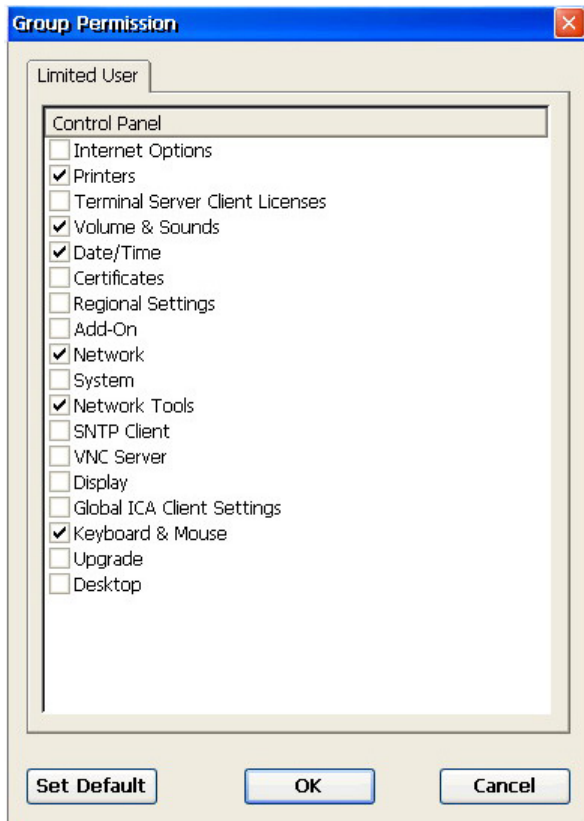 Group Permission
Limited User
Control Panel
Internet Options
Printers
Terminal Server Client Licenses
Volume & Sounds
Date/Time
Certificates
Regional Settings
Add-On
Network
System
Network Tools
SNTP Client
VNC Server
Display
Global ICA Client Settings
Keyboard & Mouse
Upgrade
Desktop
Set Default OK Cancel